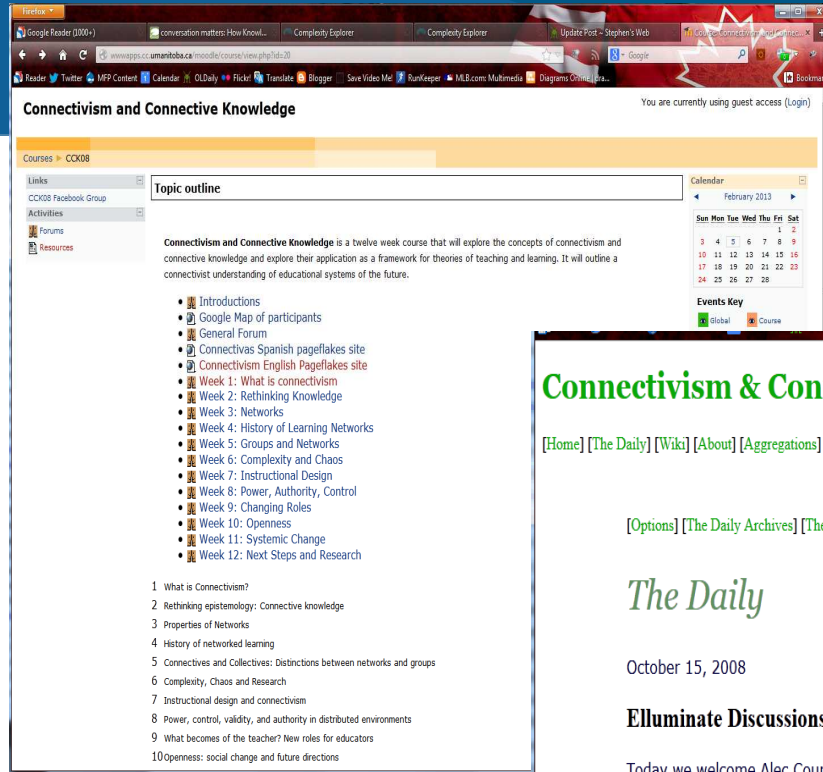 Firefox
Google Reader (1000+)
conversation matters: How Knowl...
Complexity Explorer
Complexity Explorer
Update Post ~ Stephen's Web
Course: Connectivism and Connec...
wwwapps.cc.umanitoba.ca/moodle/course/view.php?id=20
Google
Reader Twitter MFP Content Calendar OLDaily Flickr! Translate Blogger Save Video Me! RunKeeper MLB.com: Multimedia Diagrams Online | dra...
Bookmar
Connectivism and Connective Knowledge
You are currently using guest access (Login)
Courses ► CCK08
Links
CCK08 Facebook Group
Activities
Forums
Resources
Topic outline
Connectivism and Connective Knowledge is a twelve week course that will explore the concepts of connectivism and
connective knowledge and explore their application as a framework for theories of teaching and learning. It will outline a
connectivist understanding of educational systems of the future.
• Introductions
• Google Map of participants
• General Forum
• Connectivas Spanish pageflakes site
• Connectivism English Pageflakes site
• Week 1: What is connectivism
• Week 2: Rethinking Knowledge
• Week 3: Networks
• Week 4: History of Learning Networks
• Week 5: Groups and Networks
• Week 6: Complexity and Chaos
• Week 7: Instructional Design
• Week 8: Power, Authority, Control
• Week 9: Changing Roles
• Week 10: Openness
• Week 11: Systemic Change
• Week 12: Next Steps and Research
1 What is Connectivism?
2 Rethinking epistemology: Connective knowledge
3 Properties of Networks
4 History of networked learning
5 Connectives and Collectives: Distinctions between networks and groups
6 Complexity, Chaos and Research
7 Instructional design and connectivism
8 Power, control, validity, and authority in distributed environments
9 What becomes of the teacher? New roles for educators
10 Openness: social change and future directions
Calendar
◄ February 2013 ►
Sun Mon Tue Wed Thu Fri Sat
1 2
3 4 5 6 7 8 9
10 11 12 13 14 15 16
17 18 19 20 21 22 23
24 25 26 27 28
Events Key
Global Course
Connectivism & Con
[Home] [The Daily] [Wiki] [About] [Aggregations]
[Options] [The Daily Archives] [The
The Daily
October 15, 2008
Elluminate Discussions
Today we welcome Alec Cour